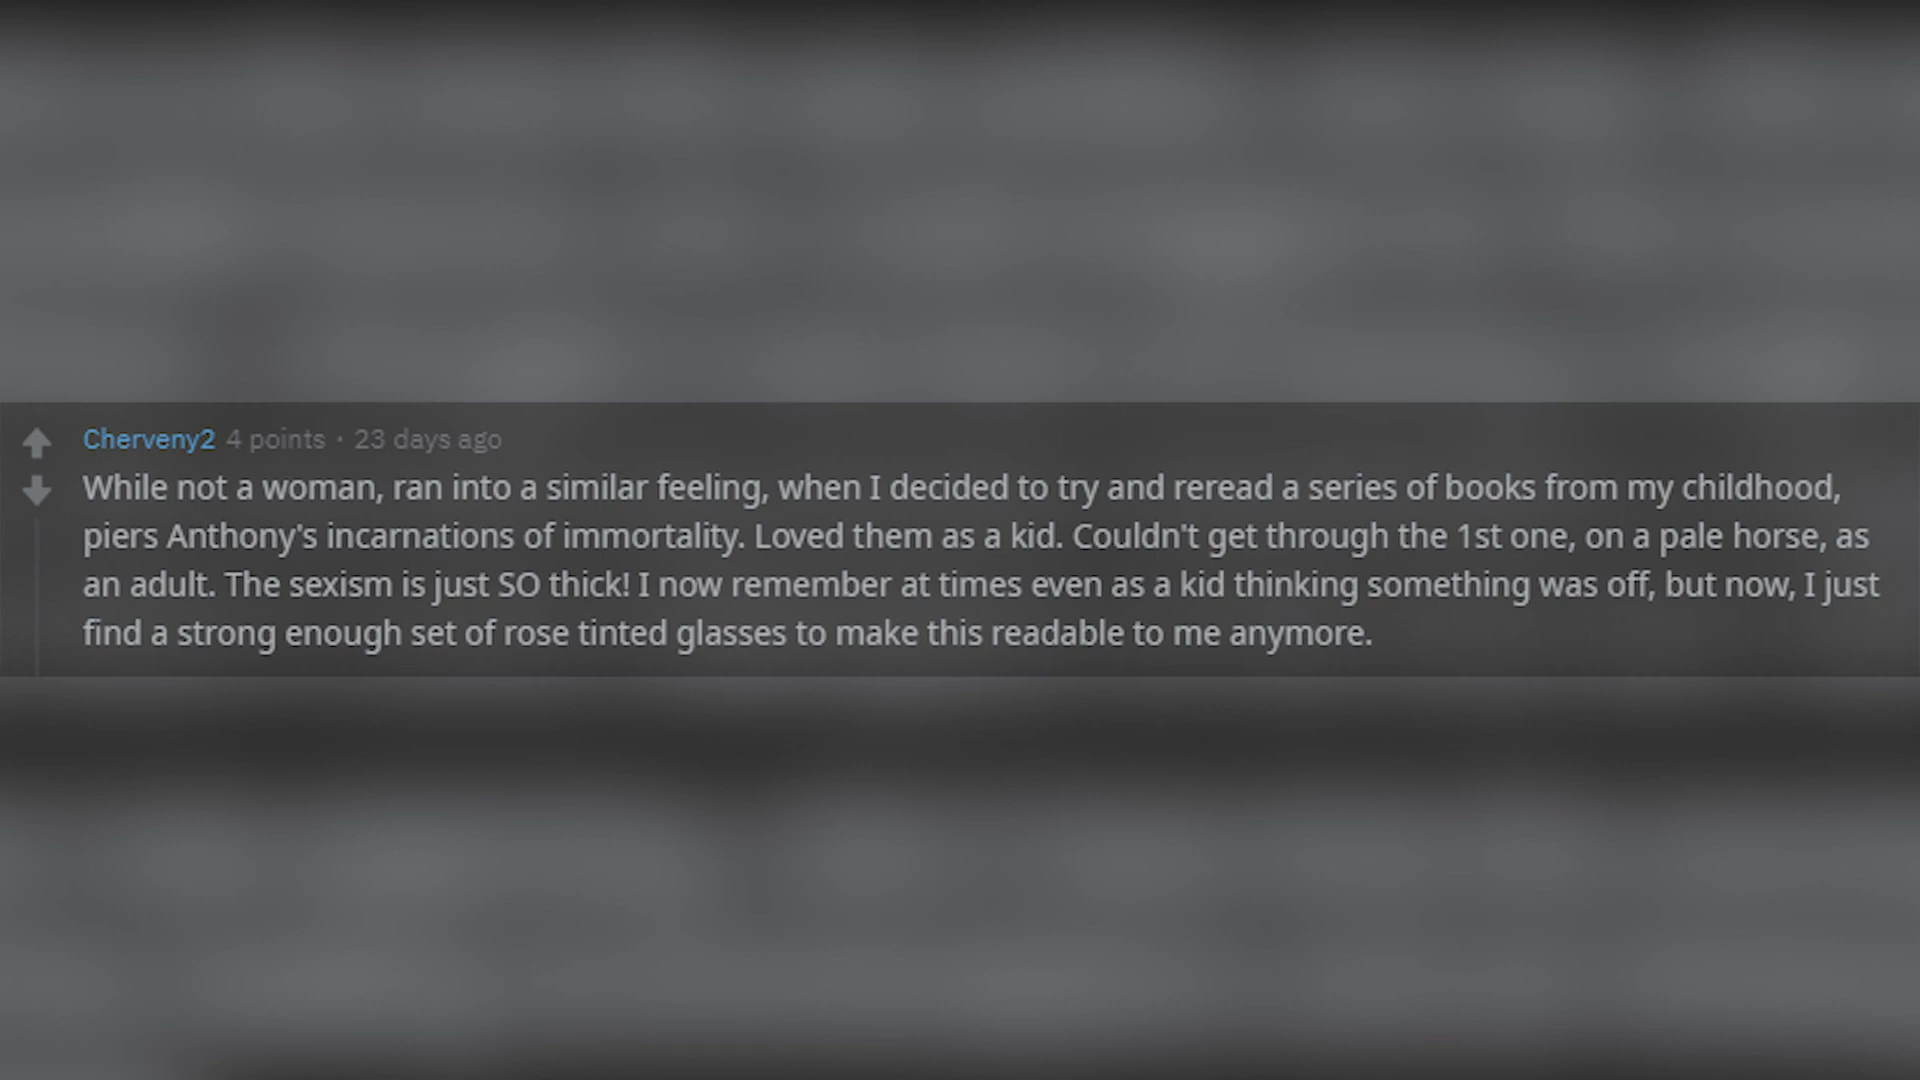 Cherveny2 4 points · 23 days ago
While not a woman, ran into a similar feeling, when I decided to try and reread a series of books from my childhood,
piers Anthony's incarnations of immortality. Loved them as a kid. Couldn't get through the 1st one, on a pale horse, as
an adult. The sexism is just SO thick! I now remember at times even as a kid thinking something was off, but now, I just
find a strong enough set of rose tinted glasses to make this readable to me anymore.